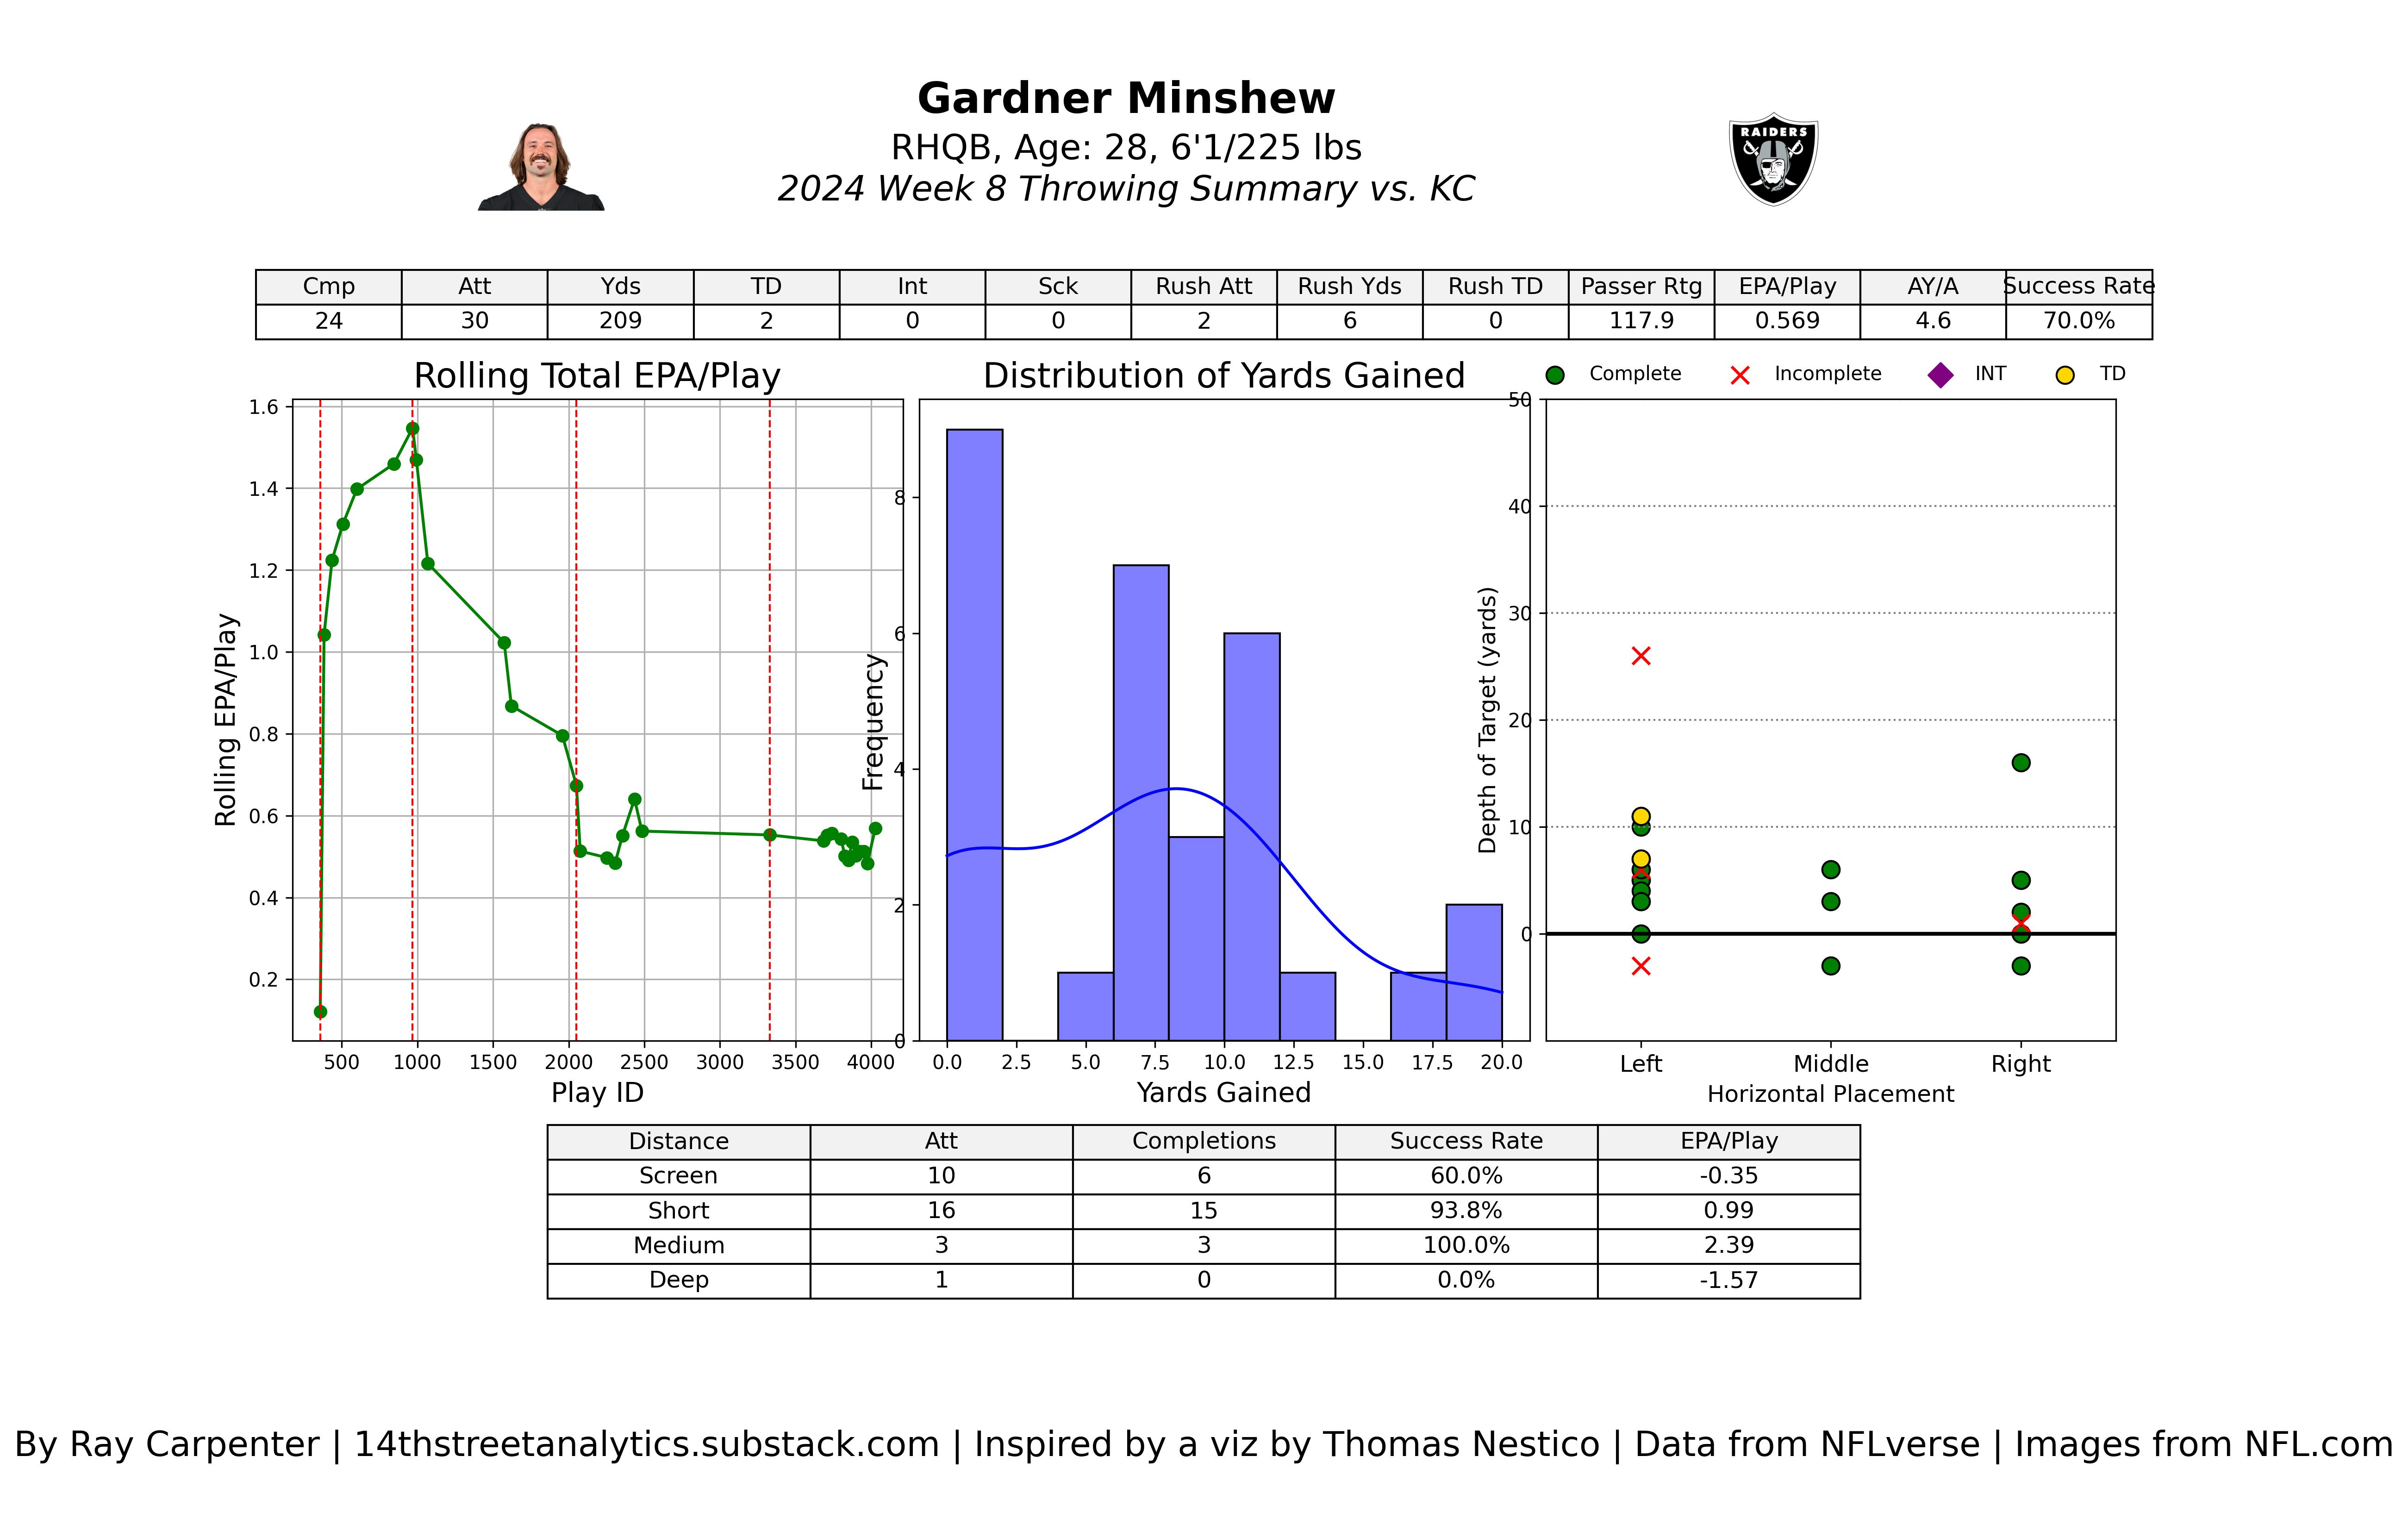 Gardner Minshew
RHQB, Age: 28, 6'1/225 lbs
2024 Week 8 Throwing Summary vs. KC
RAIDERS
Cmp Att Yds TD Int Sck Rush Att Rush Yds Rush TD Passer Rtg EPA/Play AY/A Success Rate
24 30 209 2 0 0 2 6 0 117.9 0.569 4.6 70.0%
Rolling Total EPA/Play
1.6
1.4
1.2
1.0
0.8
0.6
0.4
0.2
Rolling EPA/Play
500 1000 1500 2000 2500 3000 3500 4000
Play ID
Distribution of Yards Gained
8
6
4
2
0
Frequency
0.0 2.5 5.0 7.5 10.0 12.5 15.0 17.5 20.0
Yards Gained
Complete Incomplete INT TD
50
40
30
20
10
0
Depth of Target (yards)
Left Middle Right
Horizontal Placement
Distance Att Completions Success Rate EPA/Play
Screen 10 6 60.0% -0.35
Short 16 15 93.8% 0.99
Medium 3 3 100.0% 2.39
Deep 1 0 0.0% -1.57
By Ray Carpenter | 14thstreetanalytics.substack.com | Inspired by a viz by Thomas Nestico | Data from NFLverse | Images from NFL.com